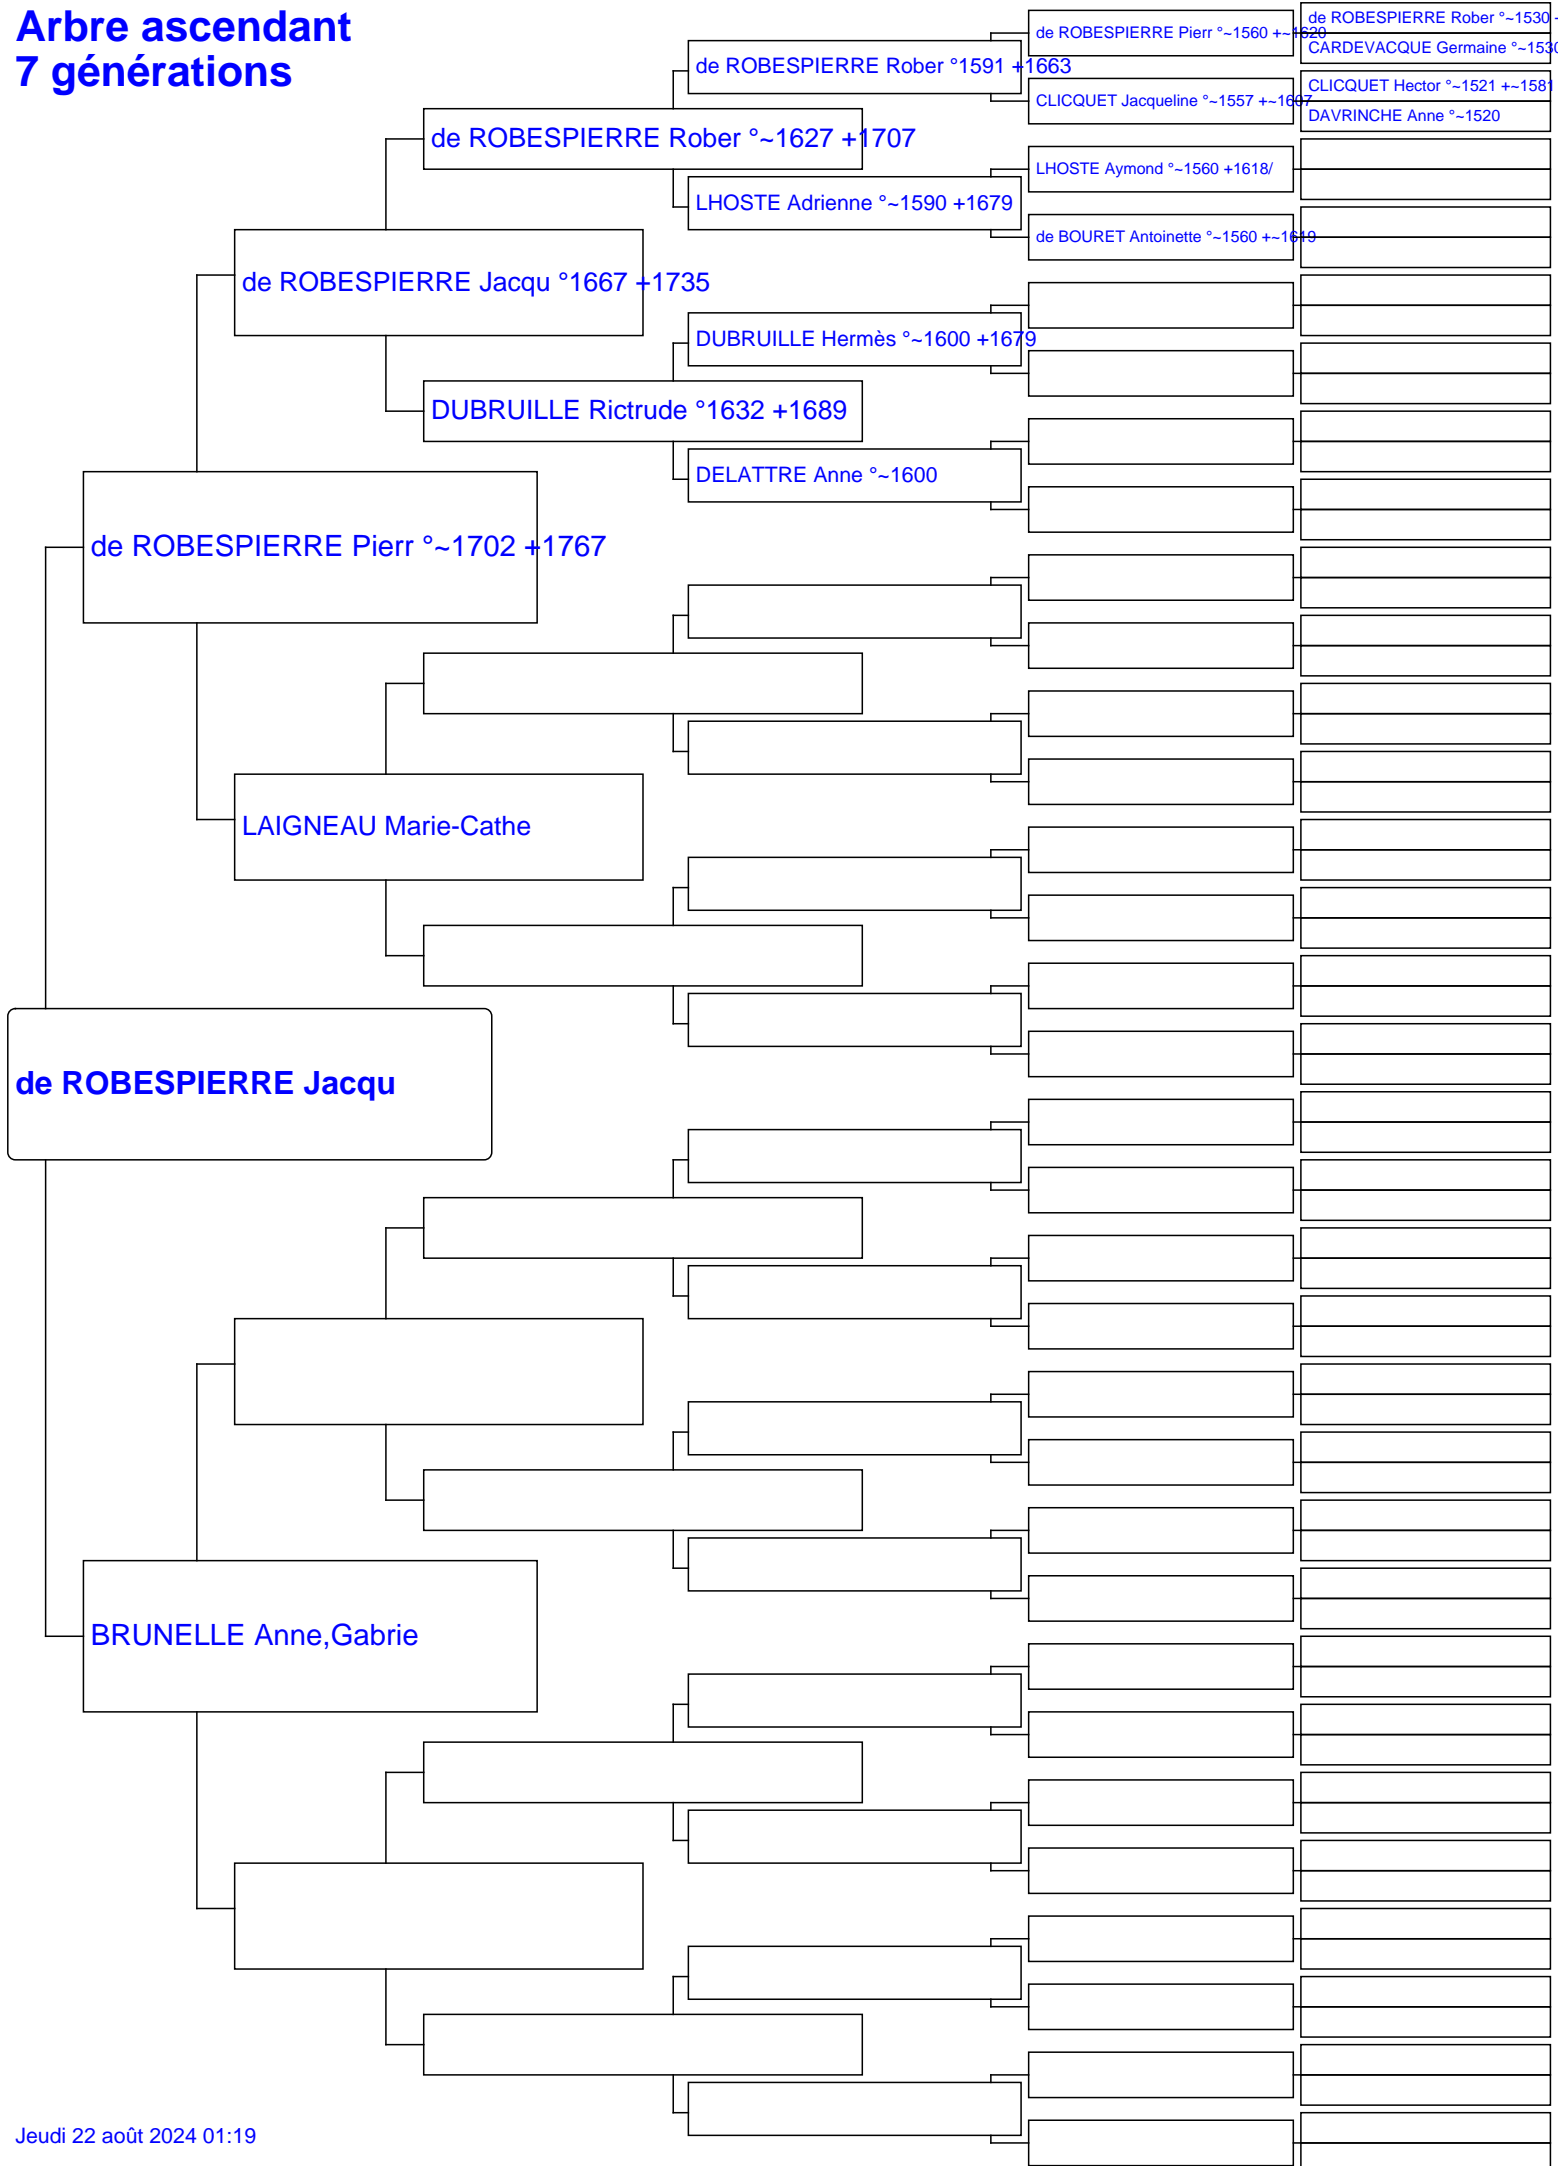 Arbre ascendant
7 générations
de ROBESPIERRE Rober °~1530 +
de ROBESPIERRE Pierr °~1560 +~1620
CARDEVACQUE Germaine °~1530
de ROBESPIERRE Rober °1591 +1663
CLICQUET Hector °~1521 +~1581
CLICQUET Jacqueline °~1557 +~1607
DAVRINCHE Anne °~1520
de ROBESPIERRE Rober °~1627 +1707
LHOSTE Aymond °~1560 +1618/
LHOSTE Adrienne °~1590 +1679
de BOURET Antoinette °~1560 +~1619
de ROBESPIERRE Jacqu °1667 +1735
DUBRUILLE Hermès °~1600 +1679
DUBRUILLE Rictrude °1632 +1689
DELATTRE Anne °~1600
de ROBESPIERRE Pierr °~1702 +1767
LAIGNEAU Marie-Cathe
de ROBESPIERRE Jacqu
BRUNELLE Anne,Gabrie
Jeudi 22 août 2024 01:19